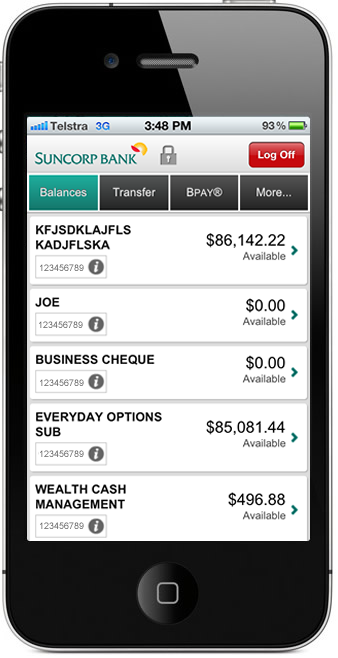 Telstra 3G 3:48 PM 93%
SUNCORP BANK Log Off
Balances Transfer BPAY® More...
KFJSDKLAJFLS
KADJFLSKA
$86,142.22
Available
123456789
JOE
$0.00
Available
123456789
BUSINESS CHEQUE
$0.00
Available
123456789
EVERYDAY OPTIONS
SUB
$85,081.44
Available
123456789
WEALTH CASH
MANAGEMENT
$496.88
Available
123456789